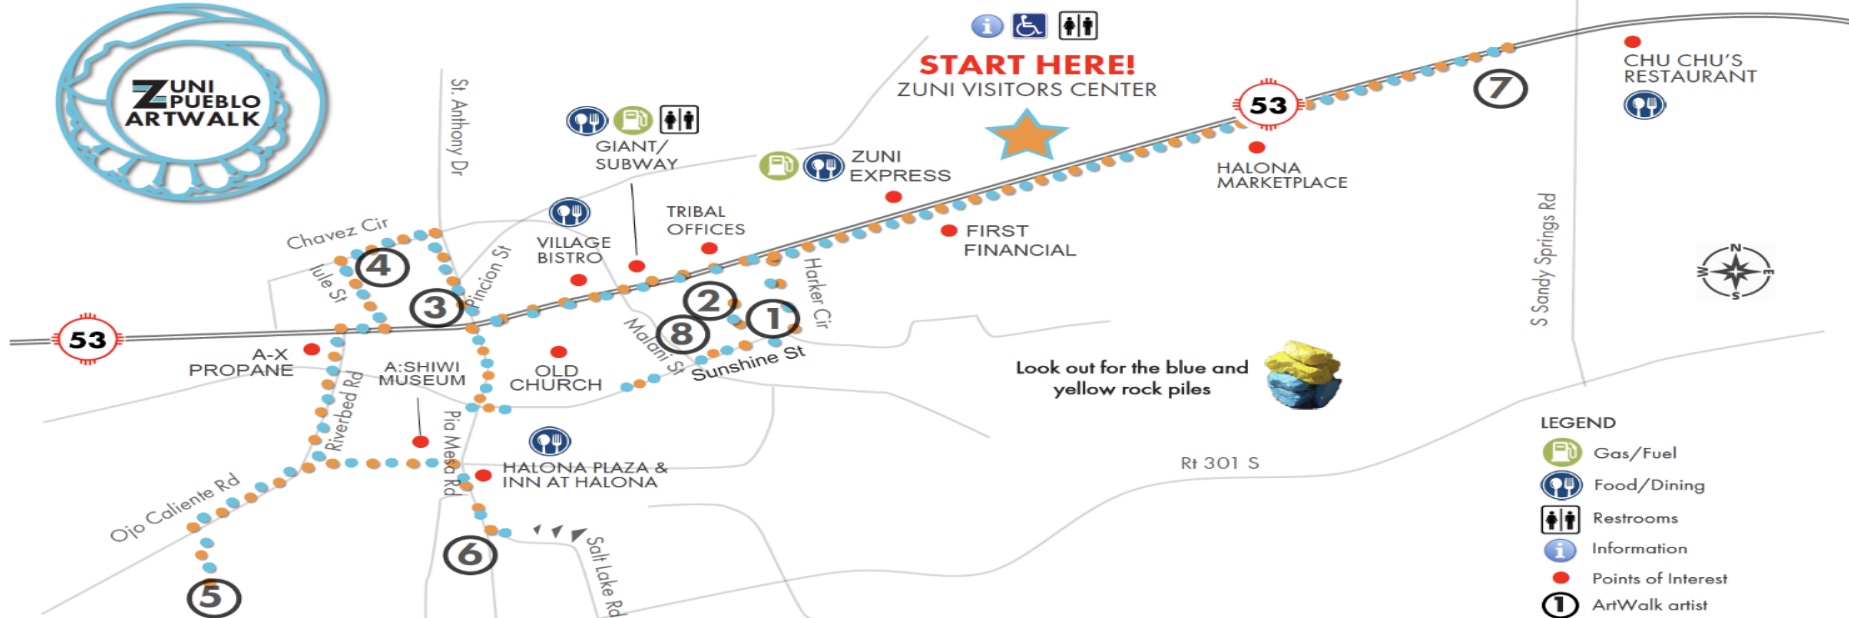 ZUNI
PUEBLO
ARTWALK
START HERE!
ZUNI VISITORS CENTER
53
7
CHU CHU'S
RESTAURANT
HALONA
MARKETPLACE
St. Anthony Dr
GIANT/
SUBWAY
ZUNI
EXPRESS
TRIBAL
OFFICES
FIRST
FINANCIAL
VILLAGE
BISTRO
Chavez Cir
4
Tule St
3
Pincion St
2
1
8
Harker Cir
Malani St
Sunshine St
S Sandy Springs Rd
N
E
S
W
53
A-X
PROPANE
A:SHIWI
MUSEUM
OLD
CHURCH
Riverbed Rd
Pia Mesa Rd
HALONA PLAZA &
INN AT HALONA
Ojo Caliente Rd
5
6
Salt Lake Rd
Look out for the blue and
yellow rock piles
Rt 301 S
LEGEND
Gas/Fuel
Food/Dining
Restrooms
i Information
Points of Interest
1 ArtWalk artist